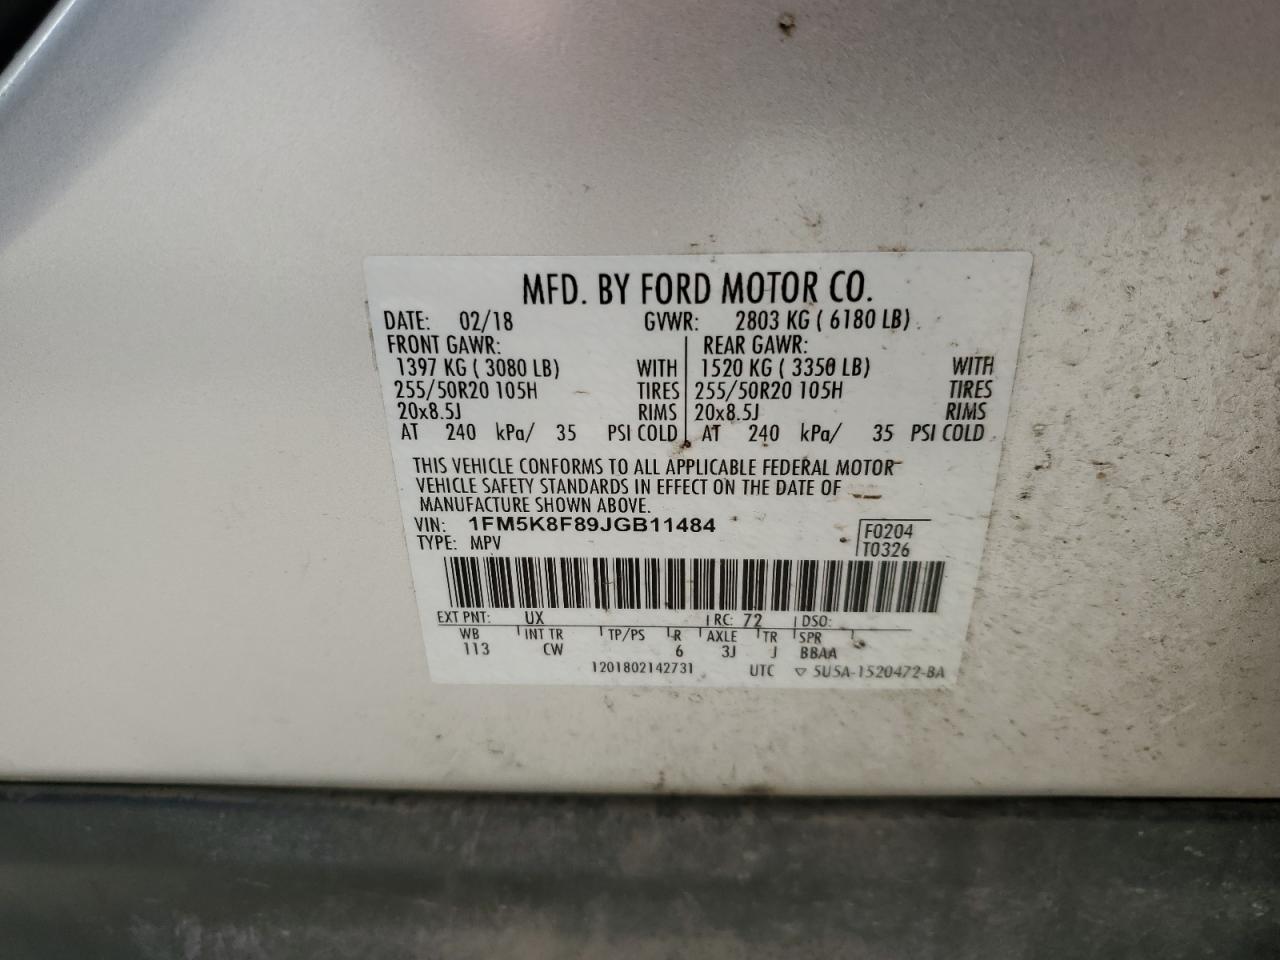 MFD. BY FORD MOTOR CO.
DATE: 02/18 GVWR: 2803 KG ( 6180 LB)
FRONT GAWR: REAR GAWR:
1397 KG ( 3080 LB) WITH 1520 KG ( 3350 LB) WITH
255/50R20 105H TIRES 255/50R20 105H TIRES
20x8.5J RIMS 20x8.5J RIMS
AT 240 kPa/ 35 PSI COLD AT 240 kPa/ 35 PSI COLD
THIS VEHICLE CONFORMS TO ALL APPLICABLE FEDERAL MOTOR
VEHICLE SAFETY STANDARDS IN EFFECT ON THE DATE OF
MANUFACTURE SHOWN ABOVE.
VIN: 1FM5K8F89JGB11484 F0204
TYPE: MPV T0326
EXT PNT: UX RC: 72 DSO:
WB INT TR TP/PS R AXLE TR SPR
113 CW 6 3J J BBAA
1201802142731 UTC ▽ 5U5A-1520472-BA